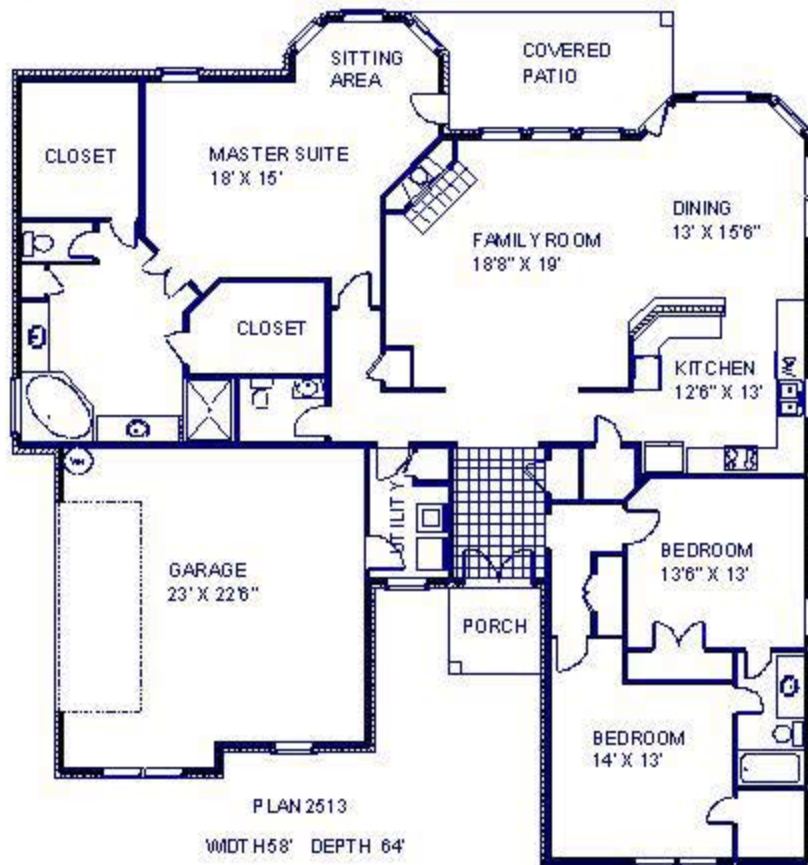 SITTING
AREA
COVERED
PATIO
CLOSET
MASTER SUITE
18' X 15'
DINING
13' X 15'6"
FAMILY ROOM
18'8" X 19'
CLOSET
KITCHEN
12'6" X 13'
DW
WH
UTILITY
GARAGE
23' X 22'6"
BEDROOM
13'6" X 13'
PORCH
BEDROOM
14' X 13'
PLAN 2513
WIDTH 58' DEPTH 64'